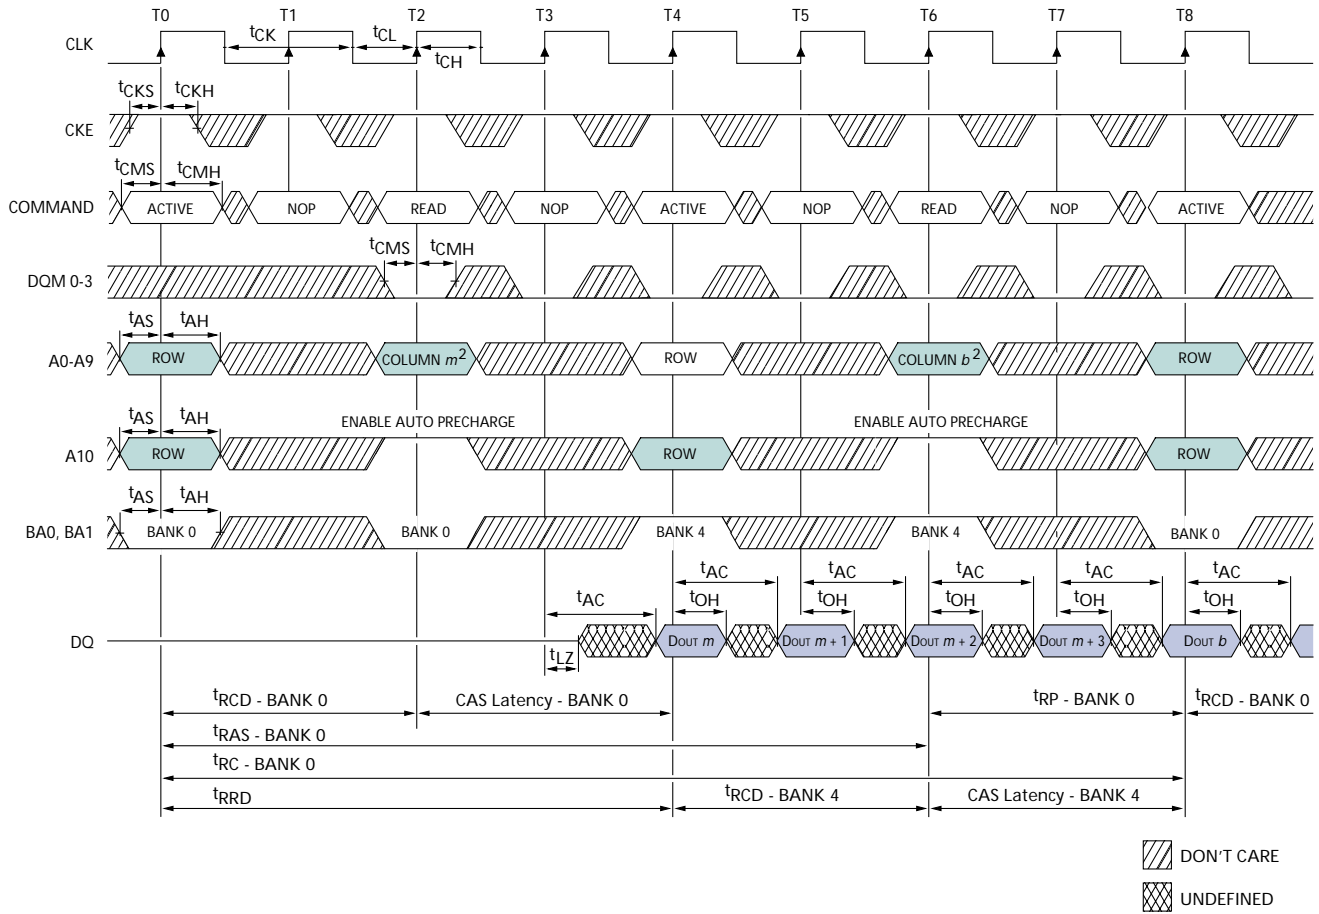 T0 T1 T2 T3 T4 T5 T6 T7 T8
CLK
tCK tCL
tCH
tCKS tCKH
CKE
tCMS tCMH
COMMAND ACTIVE NOP READ NOP ACTIVE NOP READ NOP ACTIVE
tCMS tCMH
DQM 0-3
tAS tAH
A0-A9 ROW COLUMN m2 ROW COLUMN b2 ROW
tAS tAH ENABLE AUTO PRECHARGE ENABLE AUTO PRECHARGE
A10 ROW ROW ROW
tAS tAH
BA0, BA1 BANK 0 BANK 0 BANK 4 BANK 4 BANK 0
tAC tAC tAC tAC tAC
tAC tOH tOH tOH tOH tOH
DQ DOUT m DOUT m + 1 DOUT m + 2 DOUT m + 3 DOUT b
tLZ
tRCD - BANK 0 CAS Latency - BANK 0 tRP - BANK 0 tRCD - BANK 0
tRAS - BANK 0
tRC - BANK 0
tRRD tRCD - BANK 4 CAS Latency - BANK 4
DON'T CARE
UNDEFINED